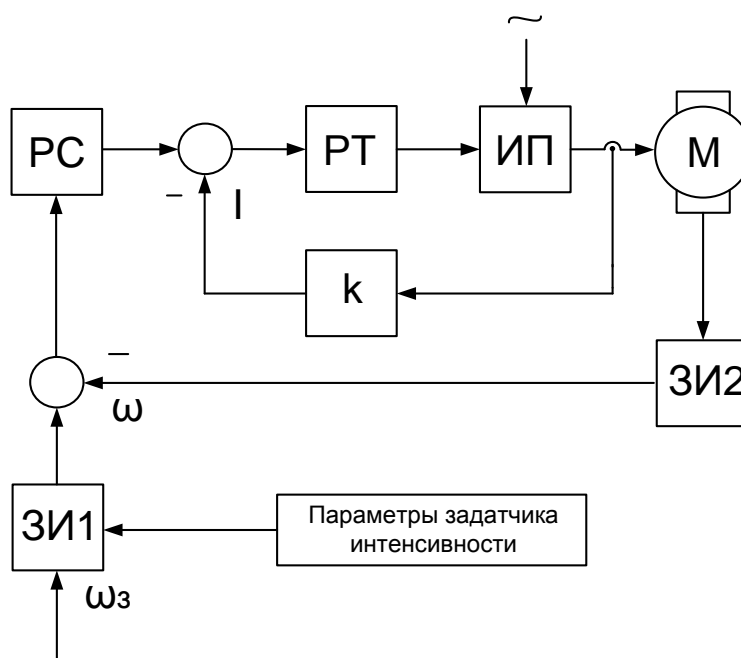 ~
РС
РТ
ИП
М
–
I
k
–
ω
ЗИ2
ЗИ1
Параметры задатчика
интенсивности
ωз